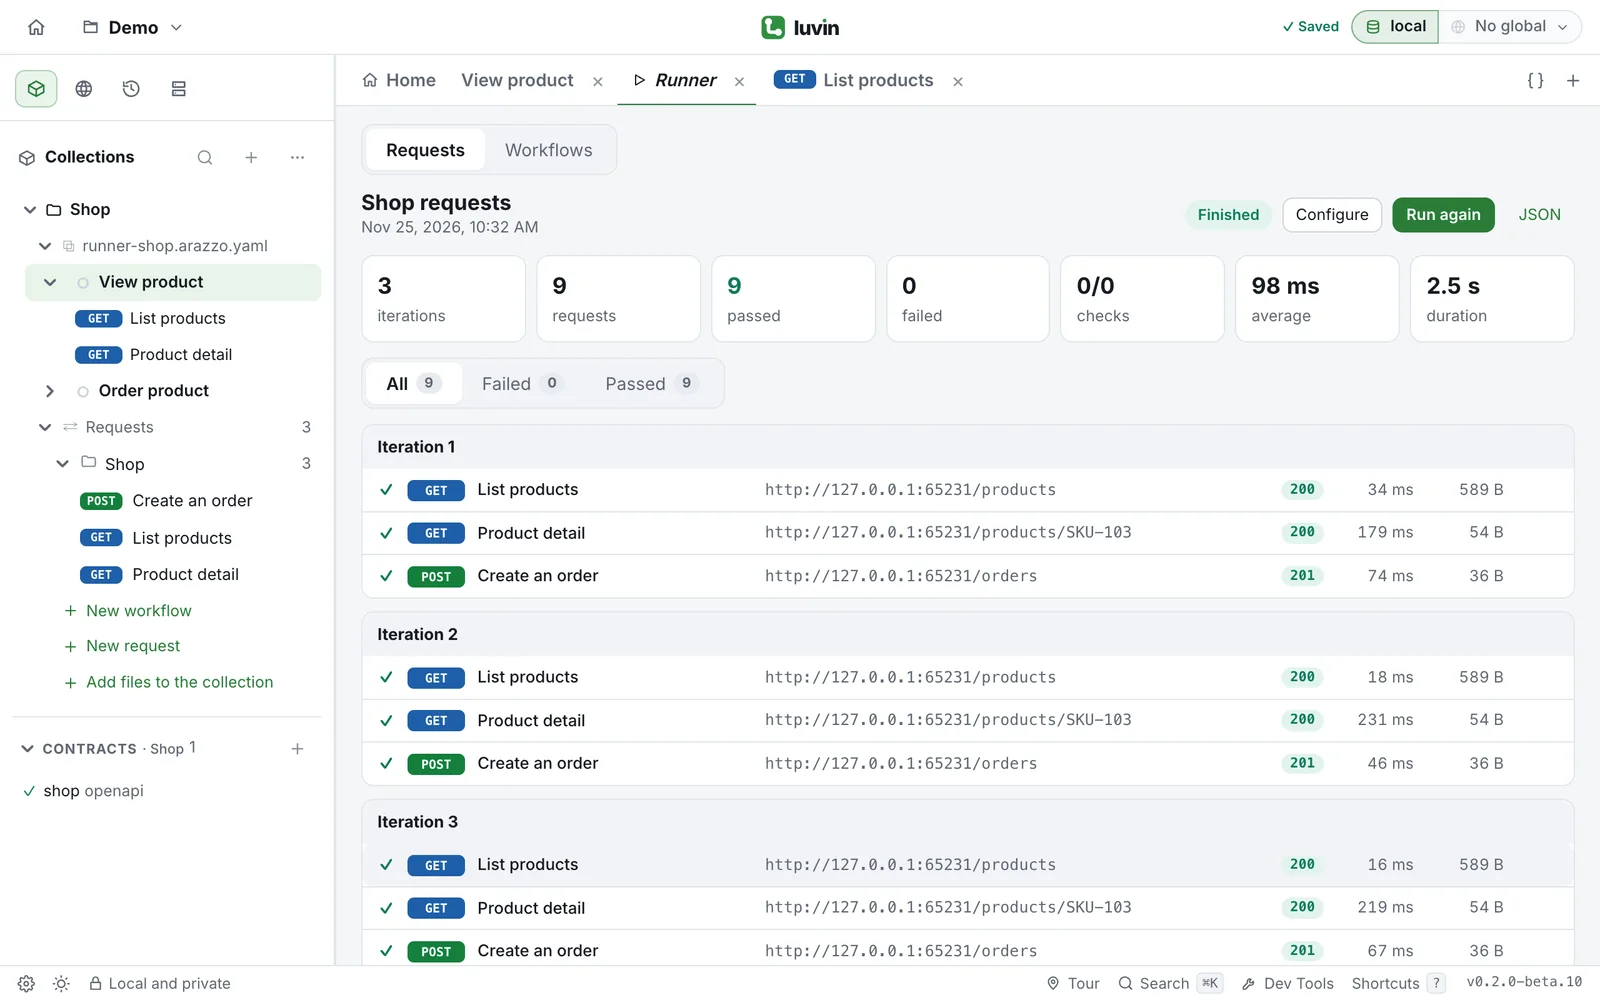 Demo
luvin
Saved
local
No global
Home
View product
Runner
GET List products
{ }
Collections
Shop
runner-shop.arazzo.yaml
View product
GET List products
GET Product detail
Order product
Requests 3
Shop 3
POST Create an order
GET List products
GET Product detail
+ New workflow
+ New request
+ Add files to the collection
CONTRACTS · Shop 1
shop openapi
Requests
Workflows
Shop requests
Nov 25, 2026, 10:32 AM
Finished
Configure
Run again
JSON
3
iterations
9
requests
9
passed
0
failed
0/0
checks
98 ms
average
2.5 s
duration
All 9
Failed 0
Passed 9
Iteration 1
GET List products http://127.0.0.1:65231/products 200 34 ms 589 B
GET Product detail http://127.0.0.1:65231/products/SKU-103 200 179 ms 54 B
POST Create an order http://127.0.0.1:65231/orders 201 74 ms 36 B
Iteration 2
GET List products http://127.0.0.1:65231/products 200 18 ms 589 B
GET Product detail http://127.0.0.1:65231/products/SKU-103 200 231 ms 54 B
POST Create an order http://127.0.0.1:65231/orders 201 46 ms 36 B
Iteration 3
GET List products http://127.0.0.1:65231/products 200 16 ms 589 B
GET Product detail http://127.0.0.1:65231/products/SKU-103 200 219 ms 54 B
POST Create an order http://127.0.0.1:65231/orders 201 67 ms 36 B
Local and private
Tour
Search ⌘K
Dev Tools
Shortcuts ?
v0.2.0-beta.10